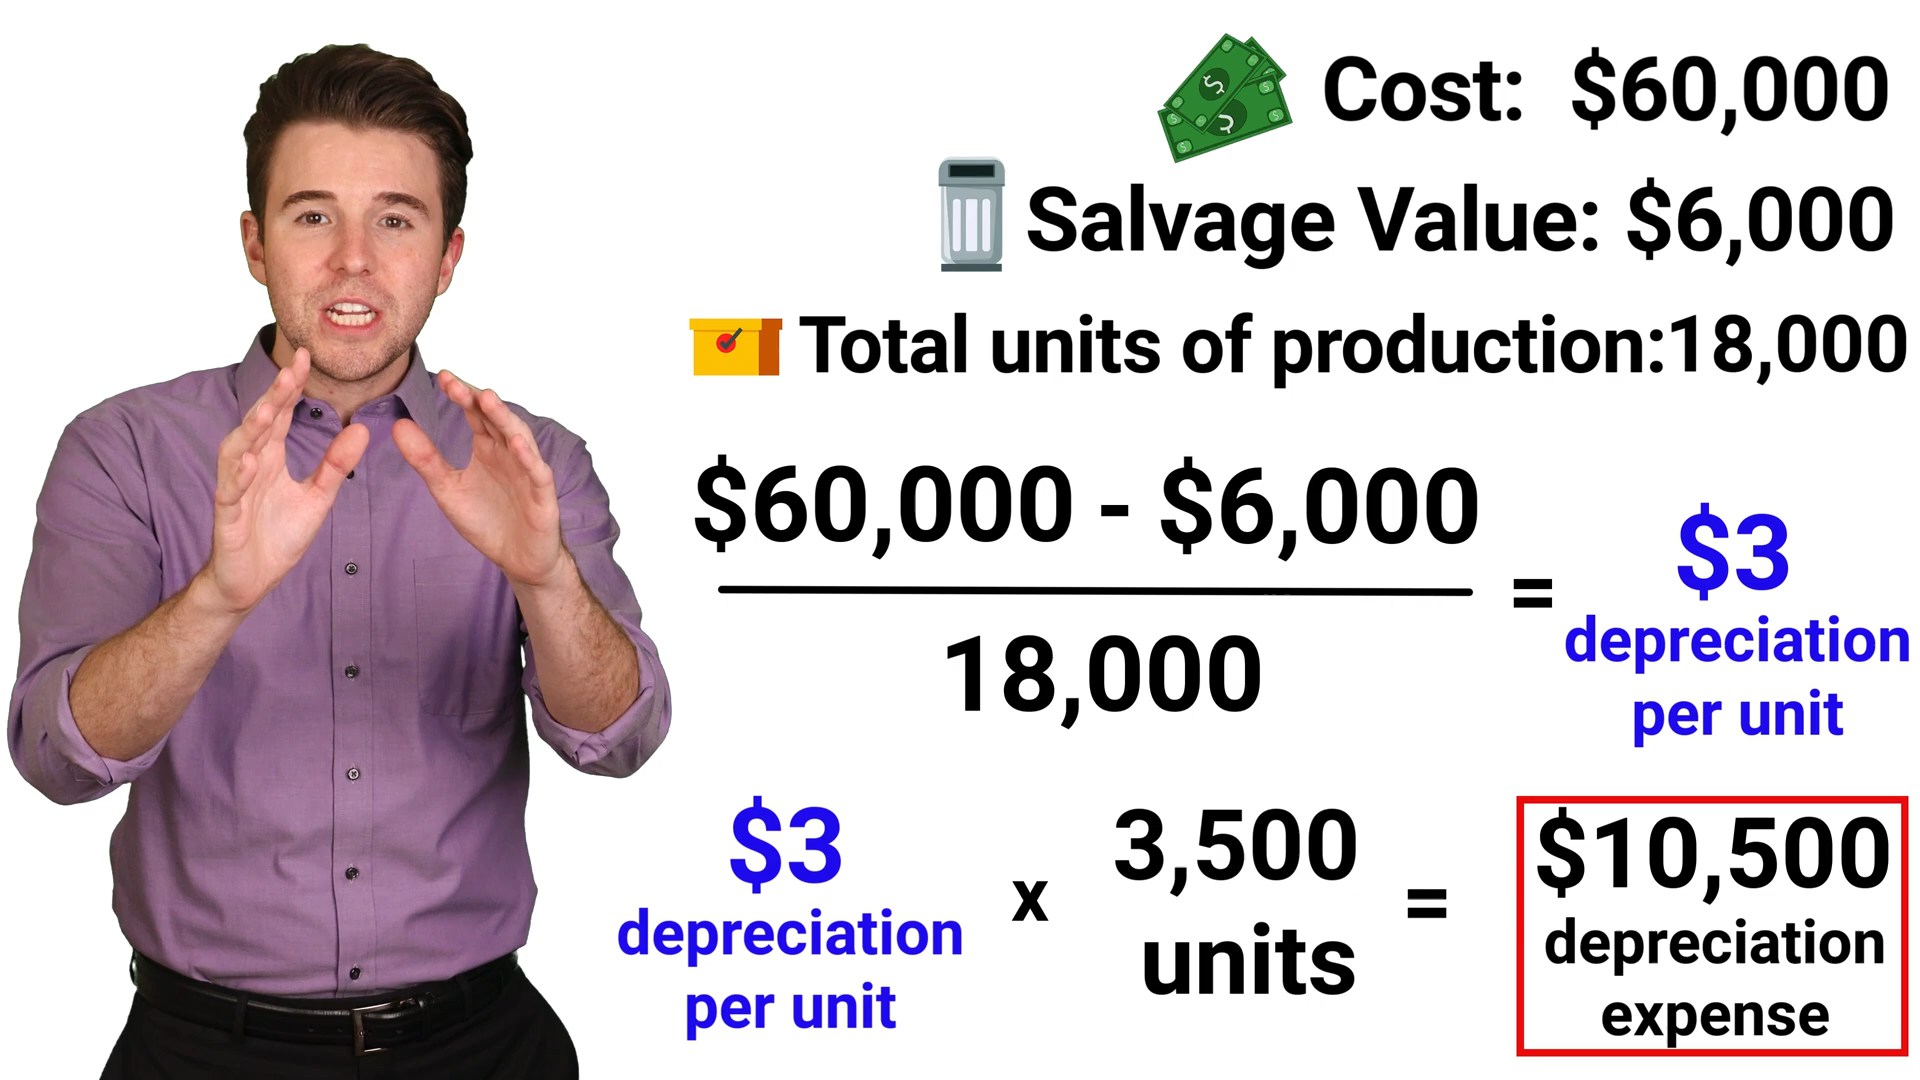 Cost: $60,000
Salvage Value: $6,000
Total units of production:18,000
$60,000 - $6,000
18,000
=
$3
depreciation
per unit
$3
depreciation
per unit
x
3,500
units
=
$10,500
depreciation
expense